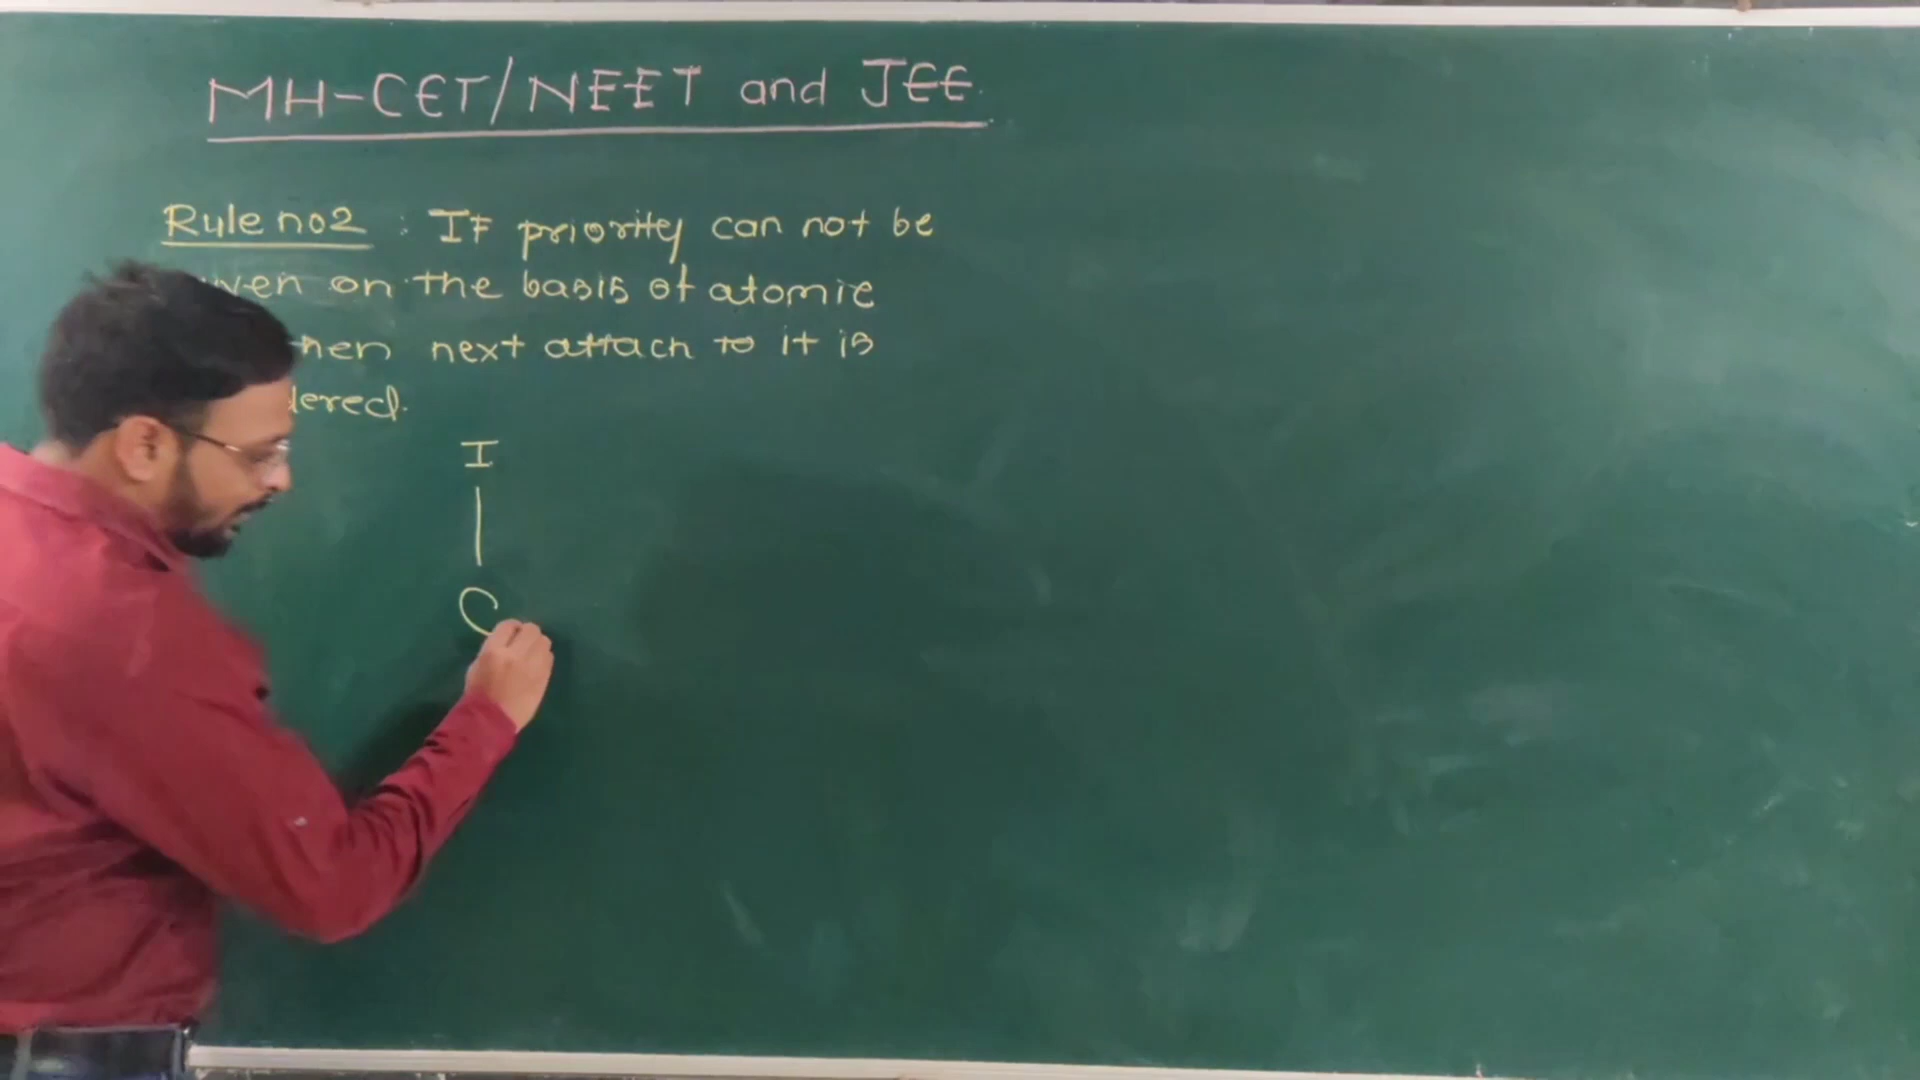 MH-CET/NEET and JEE
Rule no2 : IF priority can not be
on the basis of atomic
next attach to it is
I
C